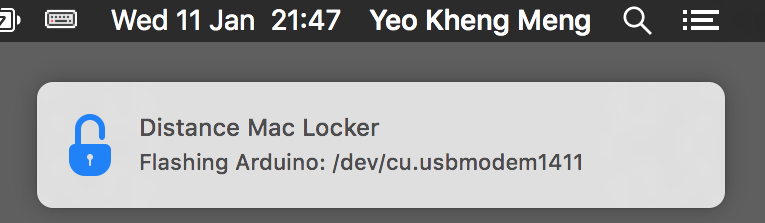 Wed 11 Jan 21:47 Yeo Kheng Meng
Distance Mac Locker
Flashing Arduino: /dev/cu.usbmodem1411